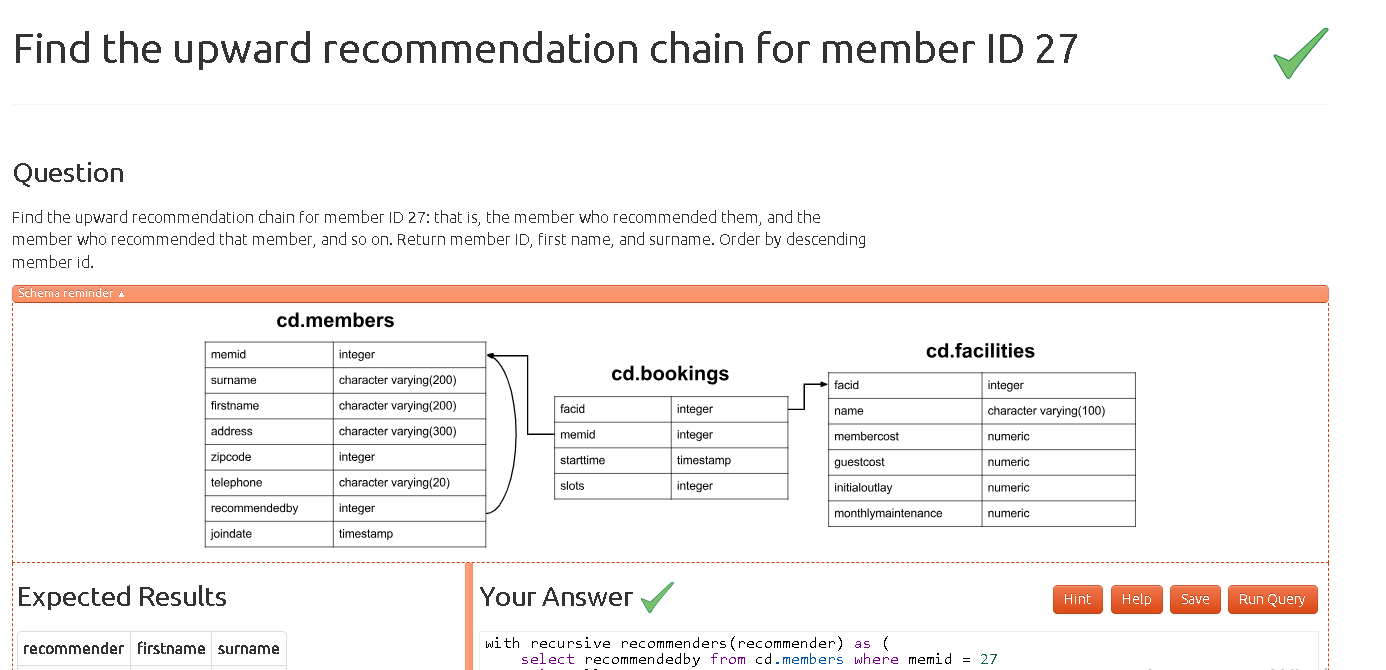 Find the upward recommendation chain for member ID 27
Question
Find the upward recommendation chain for member ID 27: that is, the member who recommended them, and the
member who recommended that member, and so on. Return member ID, first name, and surname. Order by descending
member id.
Schema reminder ▲
cd.members
memid integer
surname character varying(200)
firstname character varying(200)
address character varying(300)
zipcode integer
telephone character varying(20)
recommendedby integer
joindate timestamp
cd.bookings
facid integer
memid integer
starttime timestamp
slots integer
cd.facilities
facid integer
name character varying(100)
membercost numeric
guestcost numeric
initialoutlay numeric
monthlymaintenance numeric
Expected Results
recommender firstname surname
Your Answer
Hint Help Save Run Query
with recursive recommenders(recommender) as (
select recommendedby from cd.members where memid = 27